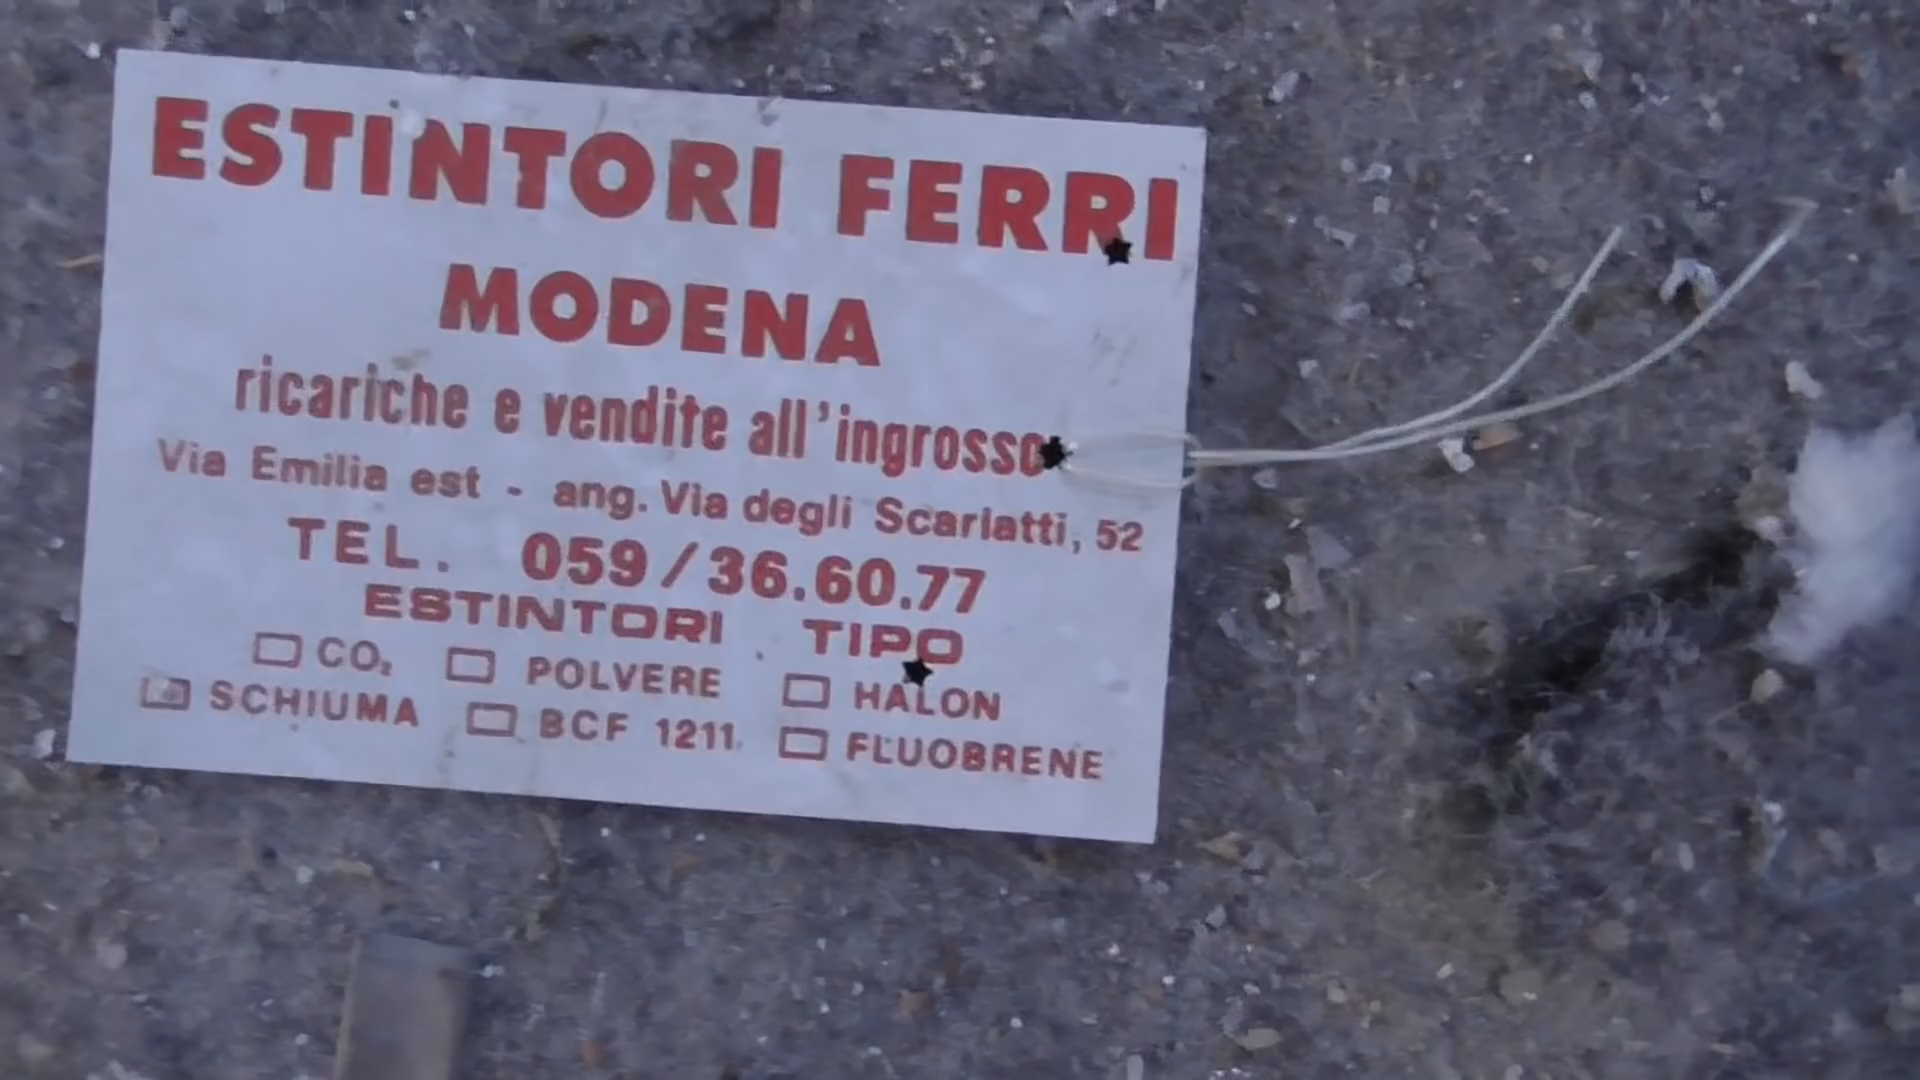 ESTINTORI FERRI
MODENA
ricariche e vendite all'ingrosso
Via Emilia est - ang. Via degli Scarlatti, 52
TEL. 059/36.60.77
ESTINTORI TIPO
CO₂ POLVERE HALON
SCHIUMA BCF 1211 FLUOBRENE